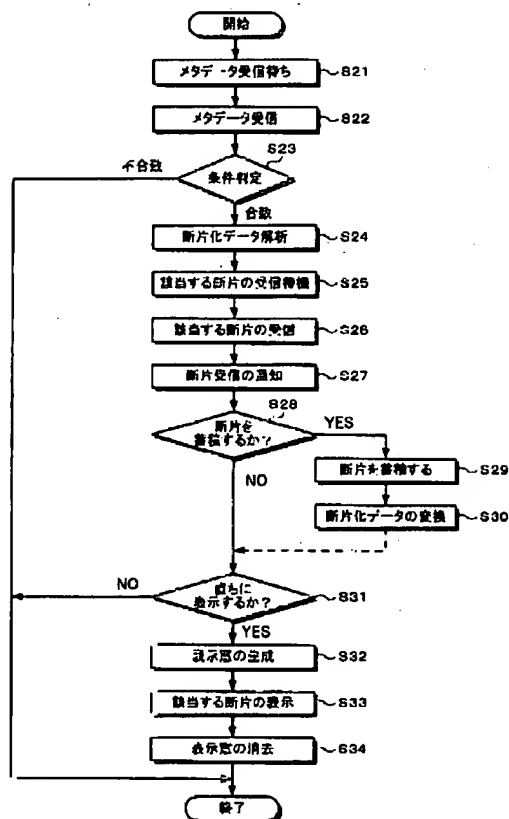 開始
メタデータ受信待ち
S21
メタデータ受信
S22
S23
不合致
条件判定
合致
断片化データ解析
S24
該当する断片の受信待機
S25
該当する断片の受信
S26
断片受信の通知
S27
S28
断片を
蓄積するか?
YES
NO
断片を蓄積する
S29
断片化データの変換
S30
直ちに
表示するか?
S31
NO
YES
表示窓の生成
S32
該当する断片の表示
S33
表示窓の消去
S34
終了